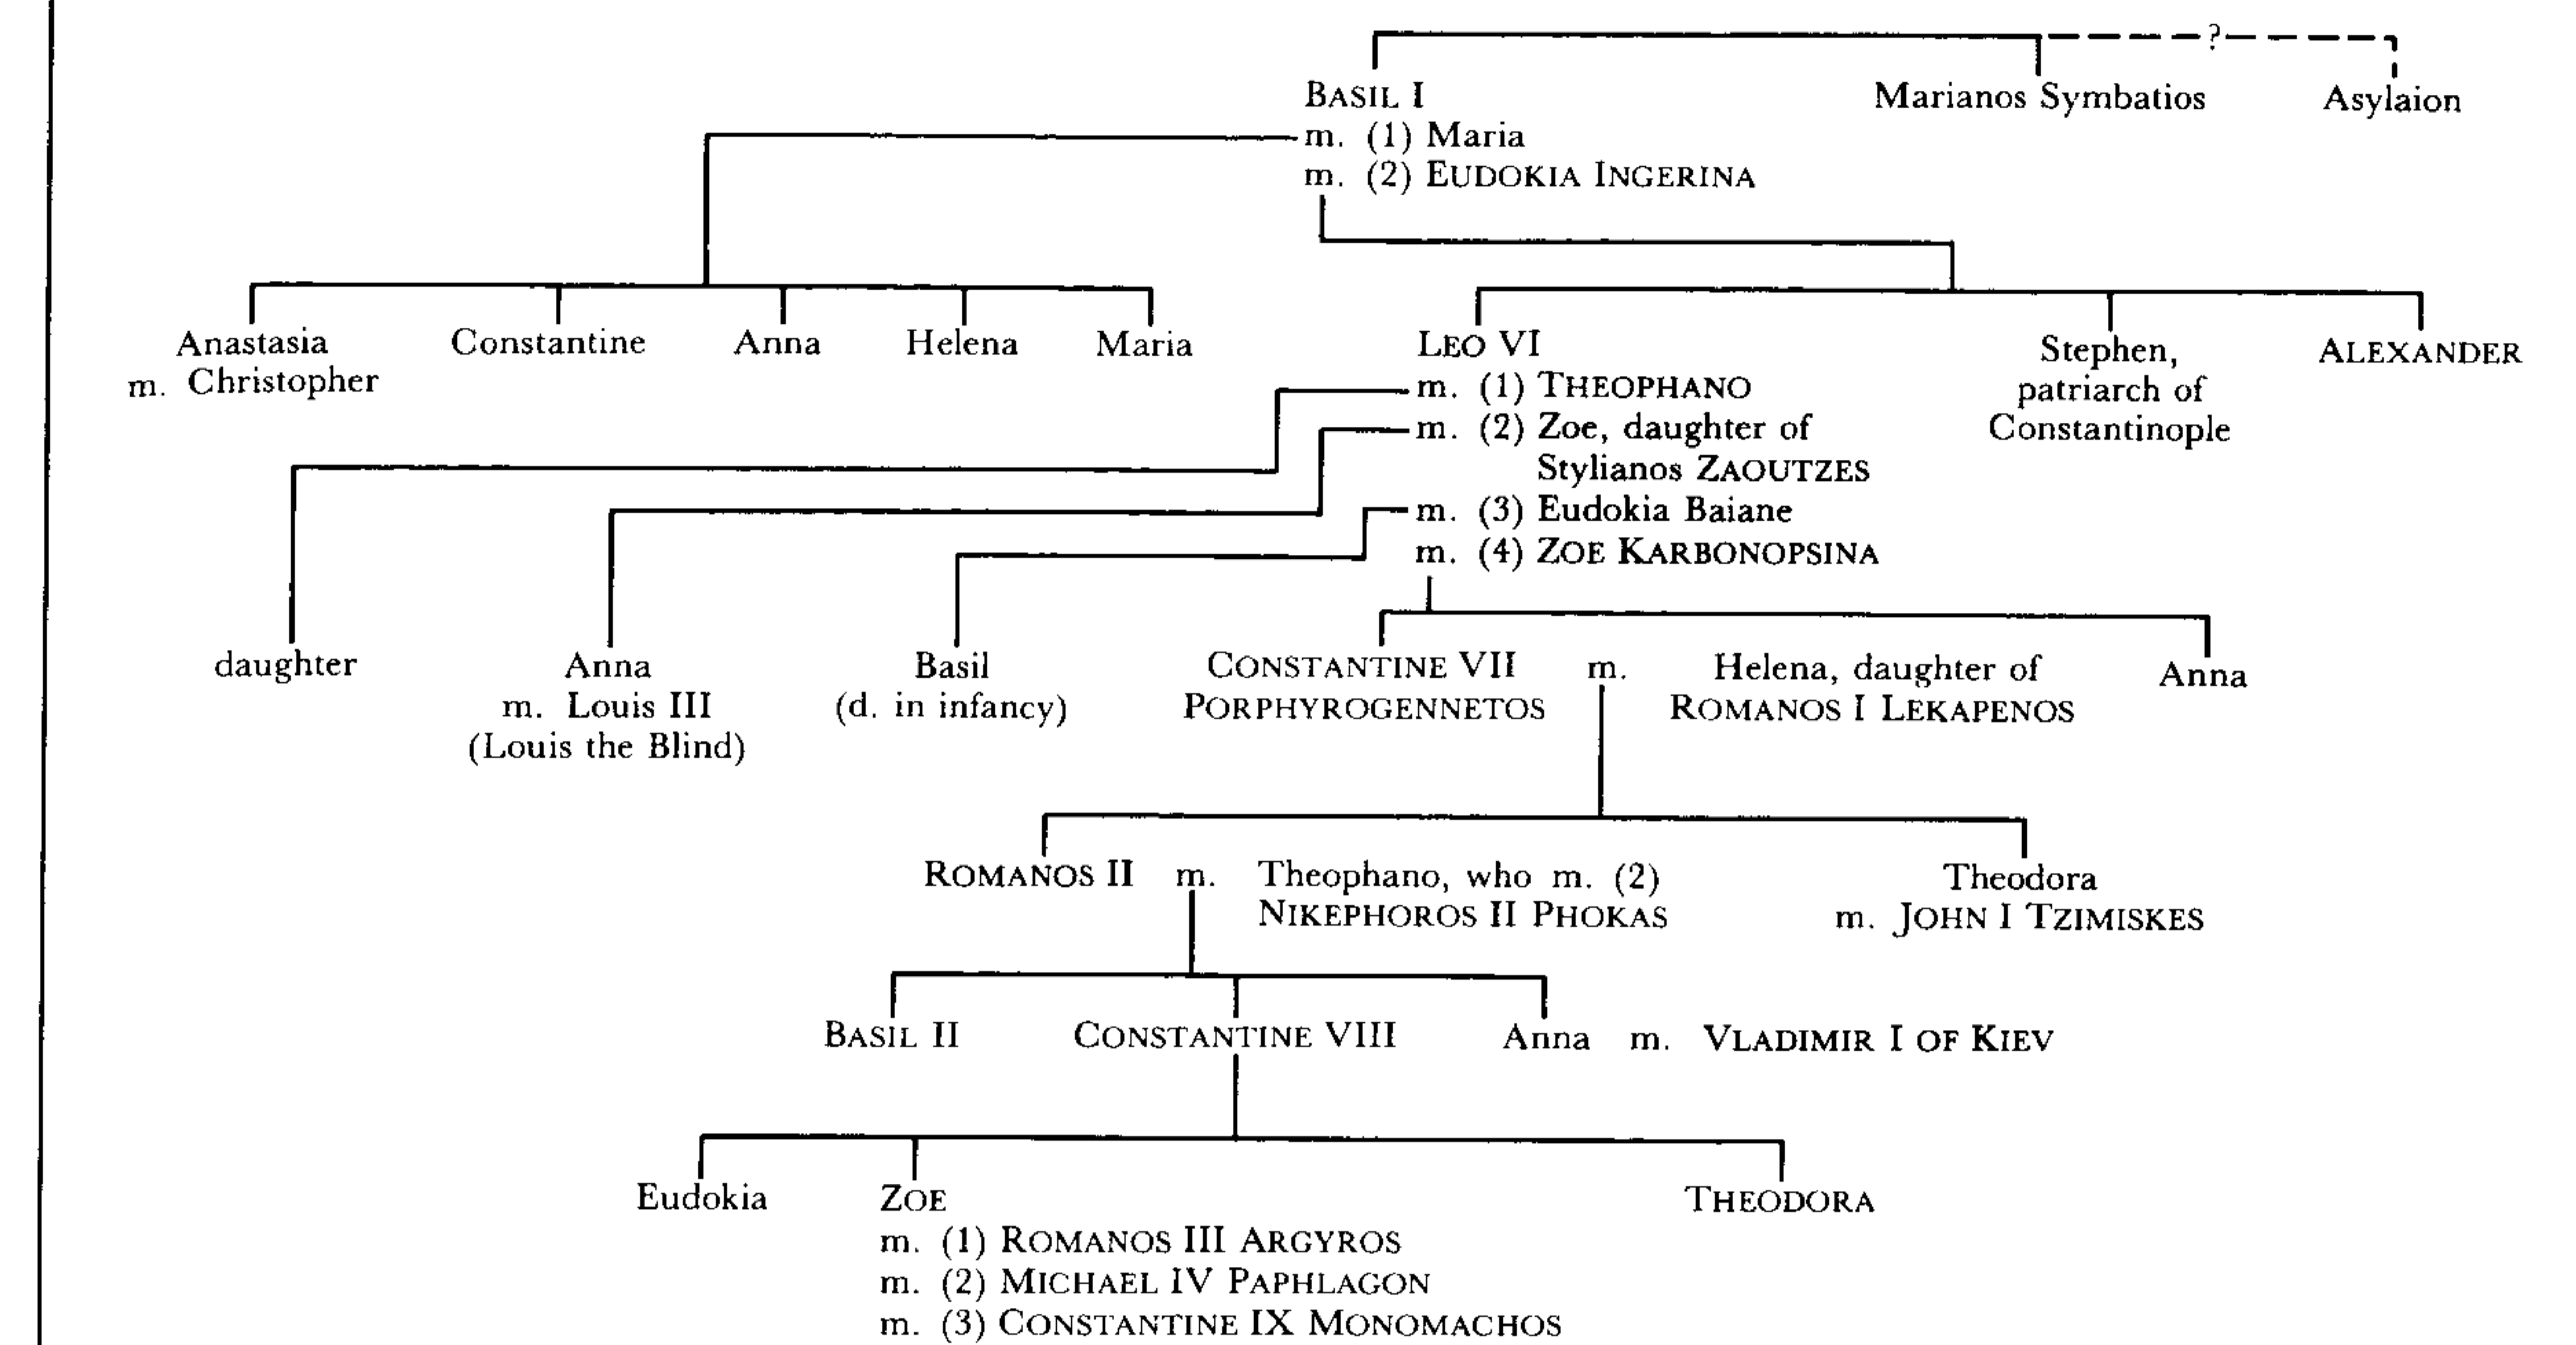 ?
BASIL I
Marianos Symbatios
Asylaion
m. (1) Maria
m. (2) EUDOKIA INGERINA
Anastasia
m. Christopher
Constantine
Anna
Helena
Maria
LEO VI
m. (1) THEOPHANO
m. (2) Zoe, daughter of
Stylianos ZAOUTZES
m. (3) Eudokia Baiane
m. (4) ZOE KARBONOPSINA
Stephen,
patriarch of
Constantinople
ALEXANDER
daughter
Anna
m. Louis III
(Louis the Blind)
Basil
(d. in infancy)
CONSTANTINE VII
PORPHYROGENNETOS
m.
Helena, daughter of
ROMANOS I LEKAPENOS
Anna
ROMANOS II
m.
Theophano, who m. (2)
NIKEPHOROS II PHOKAS
Theodora
m. JOHN I TZIMISKES
BASIL II
CONSTANTINE VIII
Anna m. VLADIMIR I OF KIEV
Eudokia
ZOE
m. (1) ROMANOS III ARGYROS
m. (2) MICHAEL IV PAPHLAGON
m. (3) CONSTANTINE IX MONOMACHOS
THEODORA